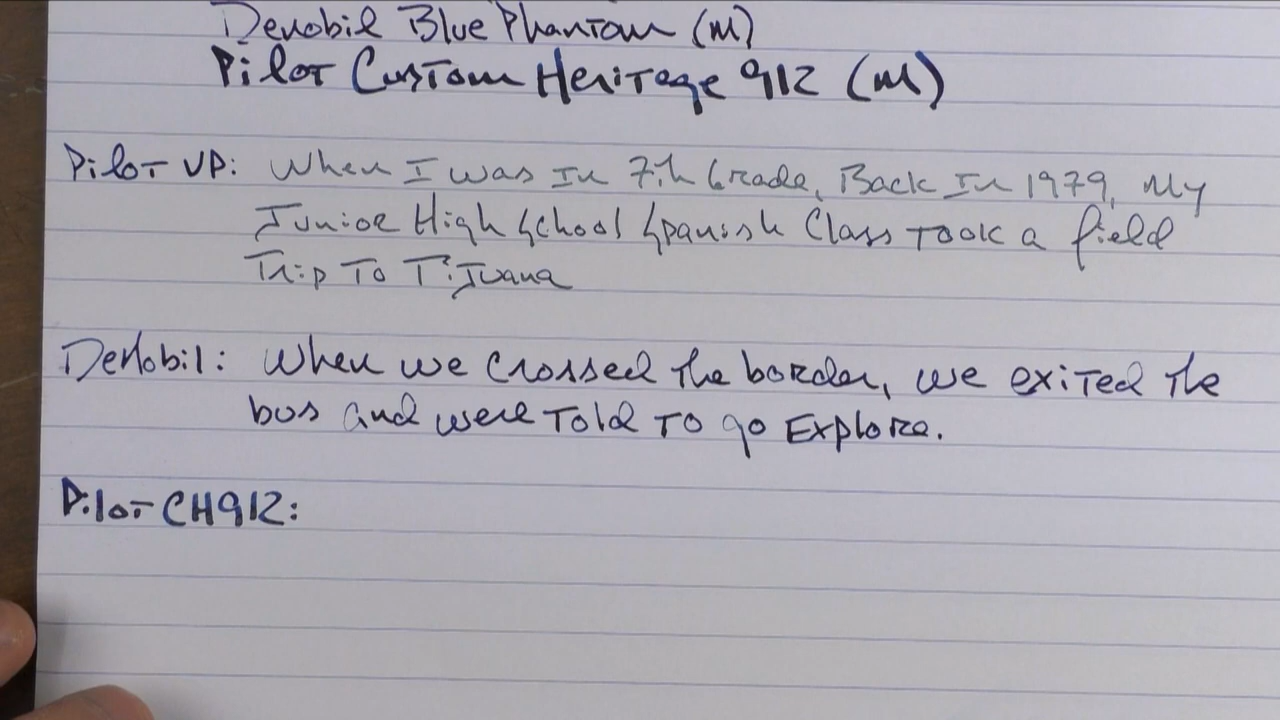 Denobil Blue Phantom (M)
Pilot Custom Heritage 912 (M)
Pilot VP: When I was In 7th Grade, Back In 1979, My
Junior High School Spanish Class Took a field
Trip To Tijuana
Denobil: When we crossed the border, we exited the
bus and were Told To go Explore.
Pilot CH912: